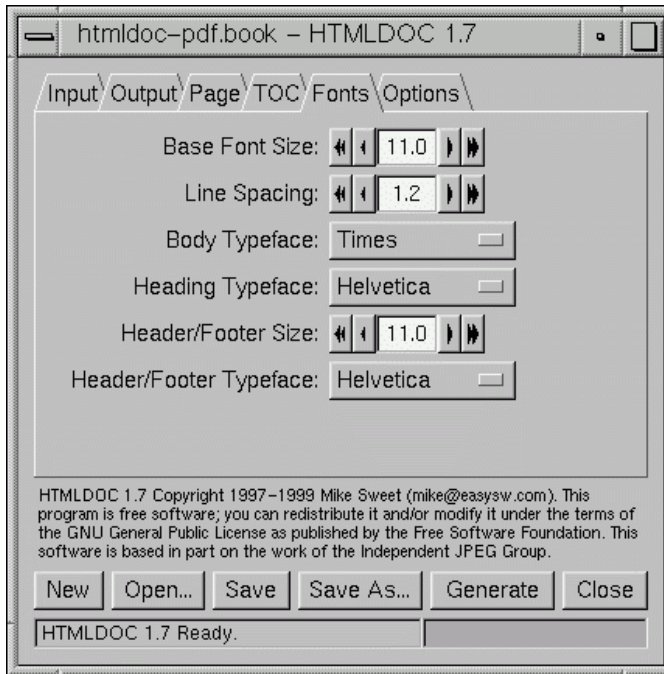 htmldoc-pdf.book - HTMLDOC 1.7
Input Output Page TOC Fonts Options
Base Font Size: 11.0
Line Spacing: 1.2
Body Typeface: Times
Heading Typeface: Helvetica
Header/Footer Size: 11.0
Header/Footer Typeface: Helvetica
HTMLDOC 1.7 Copyright 1997-1999 Mike Sweet (mike@easysw.com). This
program is free software; you can redistribute it and/or modify it under the terms of
the GNU General Public License as published by the Free Software Foundation. This
software is based in part on the work of the Independent JPEG Group.
New Open... Save Save As... Generate Close
HTMLDOC 1.7 Ready.